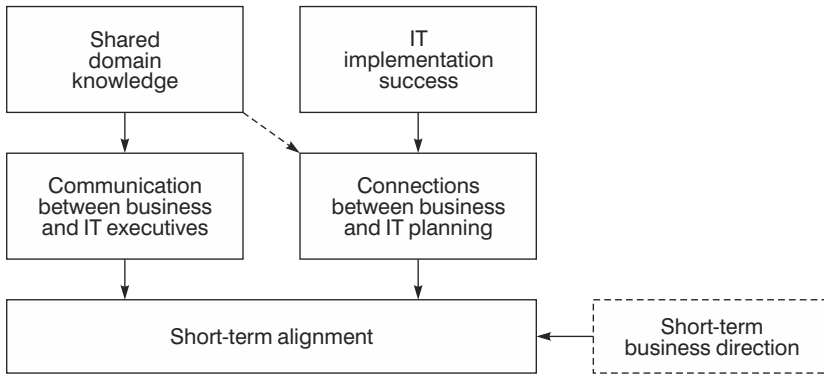 Shared
domain
knowledge
IT
implementation
success
Communication
between business
and IT executives
Connections
between business
and IT planning
Short-term alignment
Short-term
business direction